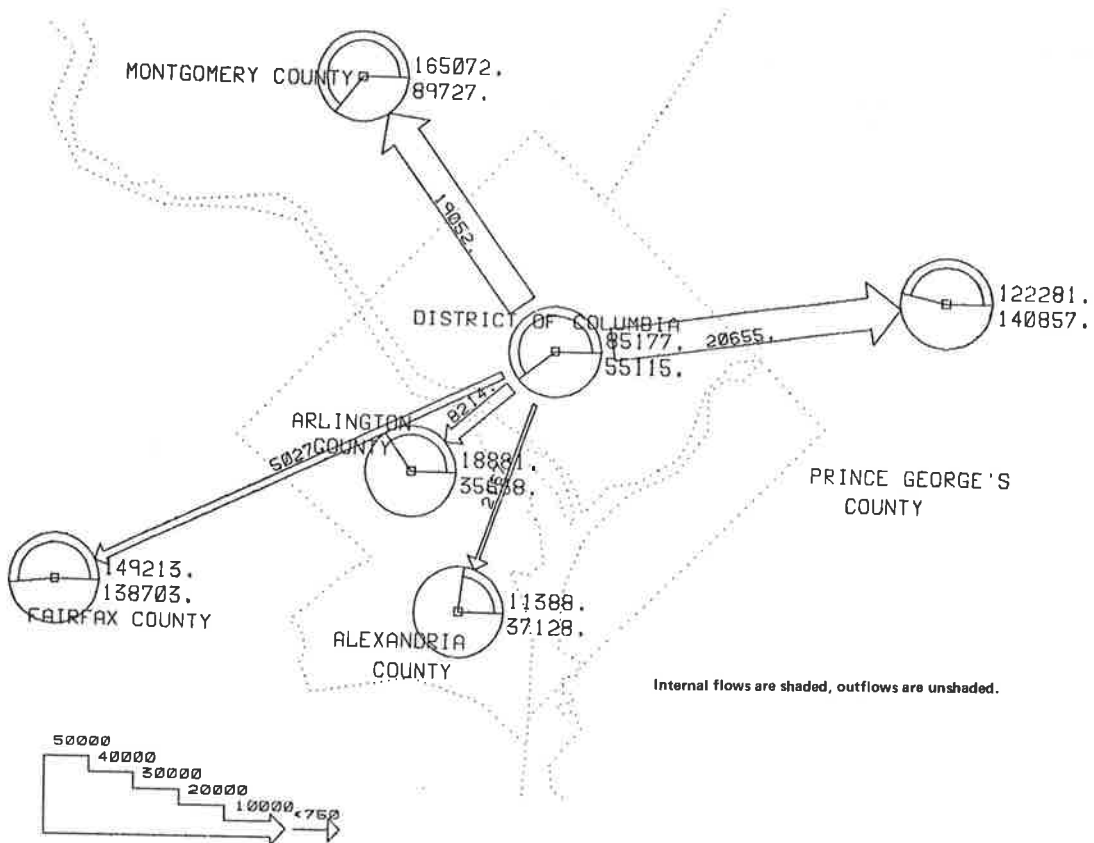 MONTGOMERY COUNTY
165072.
89727.
19052.
DISTRICT OF COLUMBIA
85177.
55115.
20655.
122281.
140857.
8214.
ARLINGTON
COUNTY
5027
18881.
PRINCE GEORGE'S
COUNTY
149213.
138703.
FAIRFAX COUNTY
11388.
37128.
ALEXANDRIA
COUNTY
Internal flows are shaded, outflows are unshaded.
50000
40000
30000
20000
10000
<750